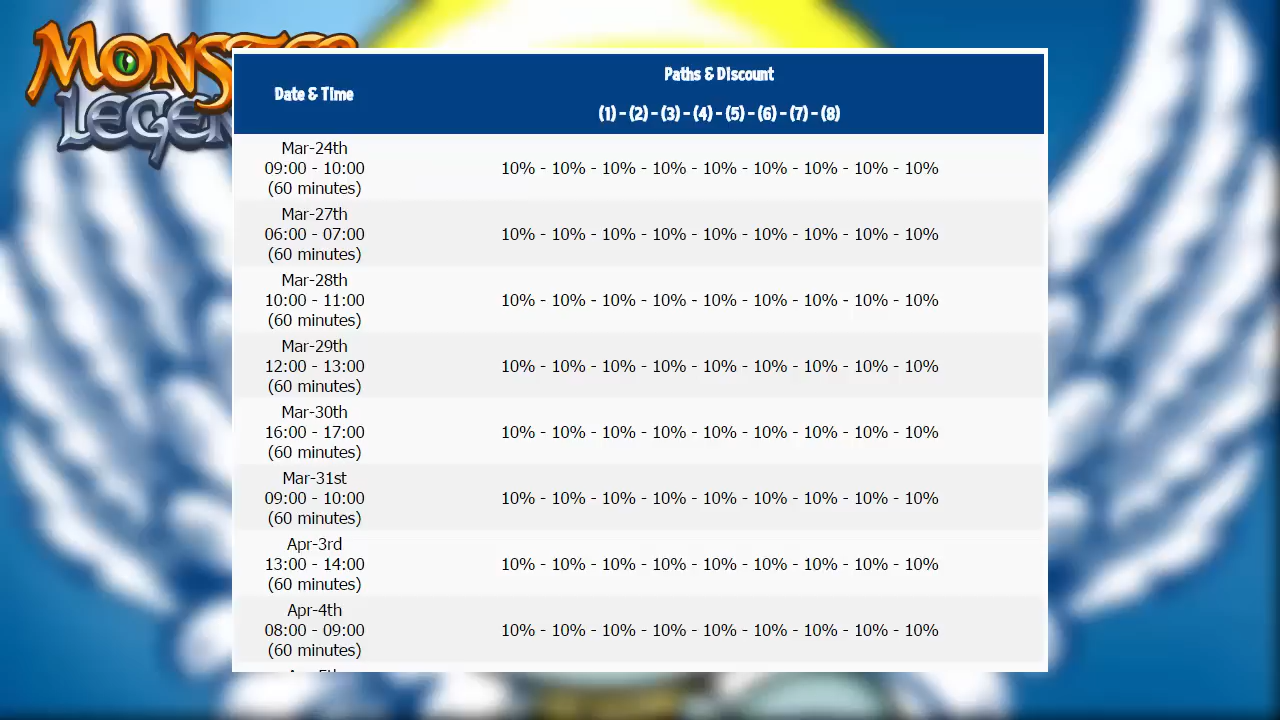 MONSTER
LEGEN
Date & Time
Paths & Discount
(1) - (2) - (3) - (4) - (5) - (6) - (7) - (8)
Mar-24th
09:00 - 10:00
(60 minutes)
10% - 10% - 10% - 10% - 10% - 10% - 10% - 10% - 10%
Mar-27th
06:00 - 07:00
(60 minutes)
10% - 10% - 10% - 10% - 10% - 10% - 10% - 10% - 10%
Mar-28th
10:00 - 11:00
(60 minutes)
10% - 10% - 10% - 10% - 10% - 10% - 10% - 10% - 10%
Mar-29th
12:00 - 13:00
(60 minutes)
10% - 10% - 10% - 10% - 10% - 10% - 10% - 10% - 10%
Mar-30th
16:00 - 17:00
(60 minutes)
10% - 10% - 10% - 10% - 10% - 10% - 10% - 10% - 10%
Mar-31st
09:00 - 10:00
(60 minutes)
10% - 10% - 10% - 10% - 10% - 10% - 10% - 10% - 10%
Apr-3rd
13:00 - 14:00
(60 minutes)
10% - 10% - 10% - 10% - 10% - 10% - 10% - 10% - 10%
Apr-4th
08:00 - 09:00
(60 minutes)
10% - 10% - 10% - 10% - 10% - 10% - 10% - 10% - 10%